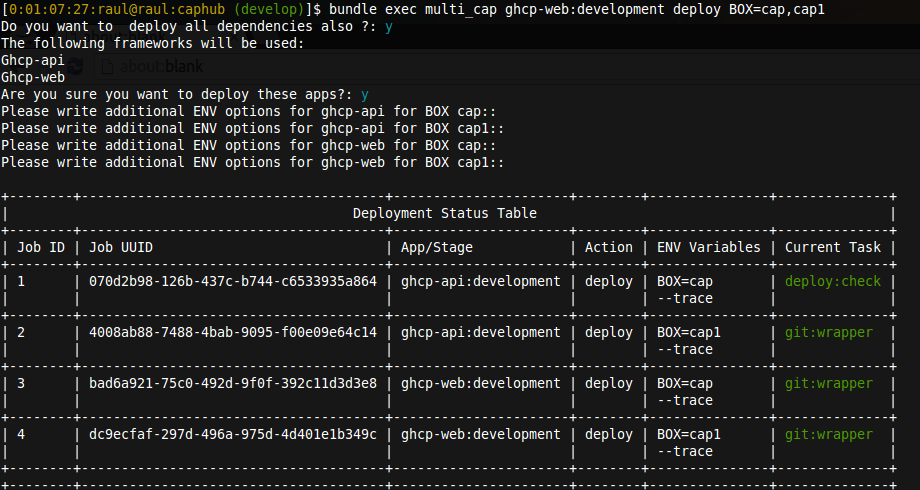 [0:01:07:27:raul@raul:caphub (develop)]$ bundle exec multi_cap ghcp-web:development deploy BOX=cap,cap1
Do you want to  deploy all dependencies also ?: y
The following frameworks will be used:
Ghcp-api
about:blank
Ghcp-web
Are you sure you want to deploy these apps?: y
Please write additional ENV options for ghcp-api for BOX cap::
Please write additional ENV options for ghcp-api for BOX cap1::
Please write additional ENV options for ghcp-web for BOX cap::
Please write additional ENV options for ghcp-web for BOX cap1::
Deployment Status Table
| Job ID | Job UUID | App/Stage | Action | ENV Variables | Current Task |
| 1 | 070d2b98-126b-437c-b744-c6533935a864 | ghcp-api:development | deploy | BOX=cap | deploy:check |
| | | | | --trace | |
| 2 | 4008ab88-7488-4bab-9095-f00e09e64c14 | ghcp-api:development | deploy | BOX=cap1 | git:wrapper |
| | | | | --trace | |
| 3 | bad6a921-75c0-492d-9f0f-392c11d3d3e8 | ghcp-web:development | deploy | BOX=cap | git:wrapper |
| | | | | --trace | |
| 4 | dc9ecfaf-297d-496a-975d-4d401e1b349c | ghcp-web:development | deploy | BOX=cap1 | git:wrapper |
| | | | | --trace | |